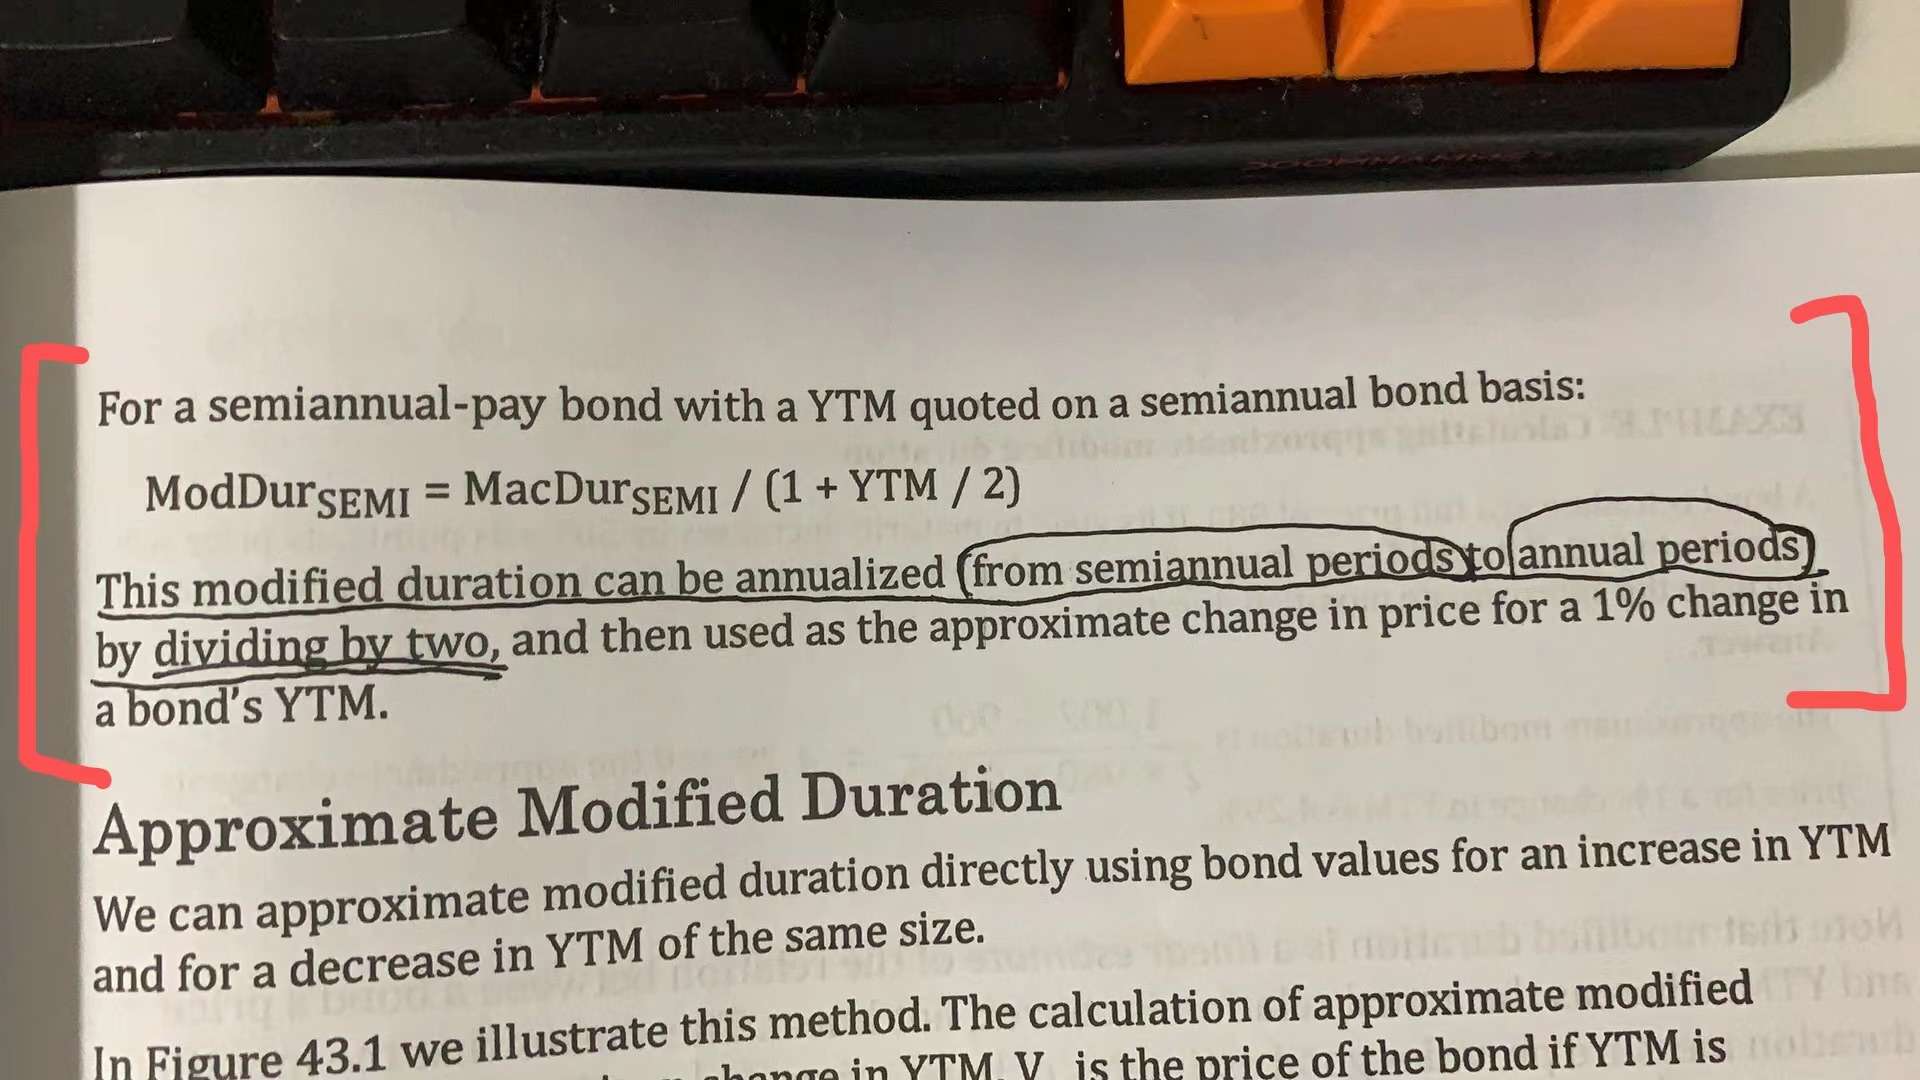 For a semiannual-pay bond with a YTM quoted on a semiannual bond basis:
ModDurSEMI = MacDurSEMI / (1 + YTM / 2)
This modified duration can be annualized (from semiannual periods to annual periods)
by dividing by two, and then used as the approximate change in price for a 1% change in
a bond's YTM.
Approximate Modified Duration
We can approximate modified duration directly using bond values for an increase in YTM
and for a decrease in YTM of the same size.
In Figure 43.1 we illustrate this method. The calculation of approximate modified
change in YTM. V is the price of the bond if YTM is